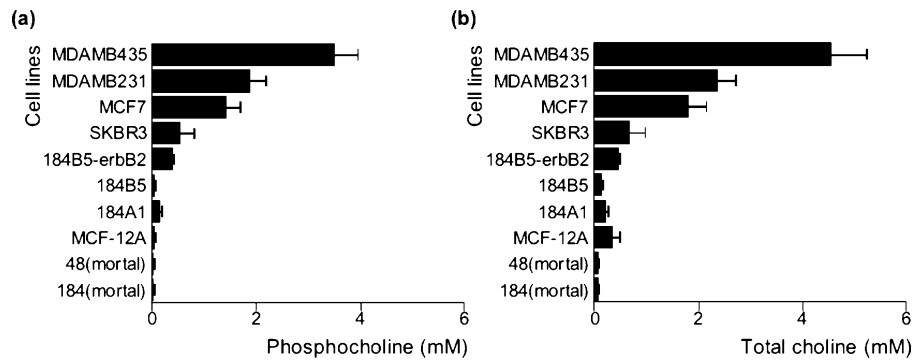 (a)
Cell lines
MDAMB435
MDAMB231
MCF7
SKBR3
184B5-erbB2
184B5
184A1
MCF-12A
48(mortal)
184(mortal)
0 2 4 6
Phosphocholine (mM)
(b)
Cell lines
MDAMB435
MDAMB231
MCF7
SKBR3
184B5-erbB2
184B5
184A1
MCF-12A
48(mortal)
184(mortal)
0 2 4 6
Total choline (mM)